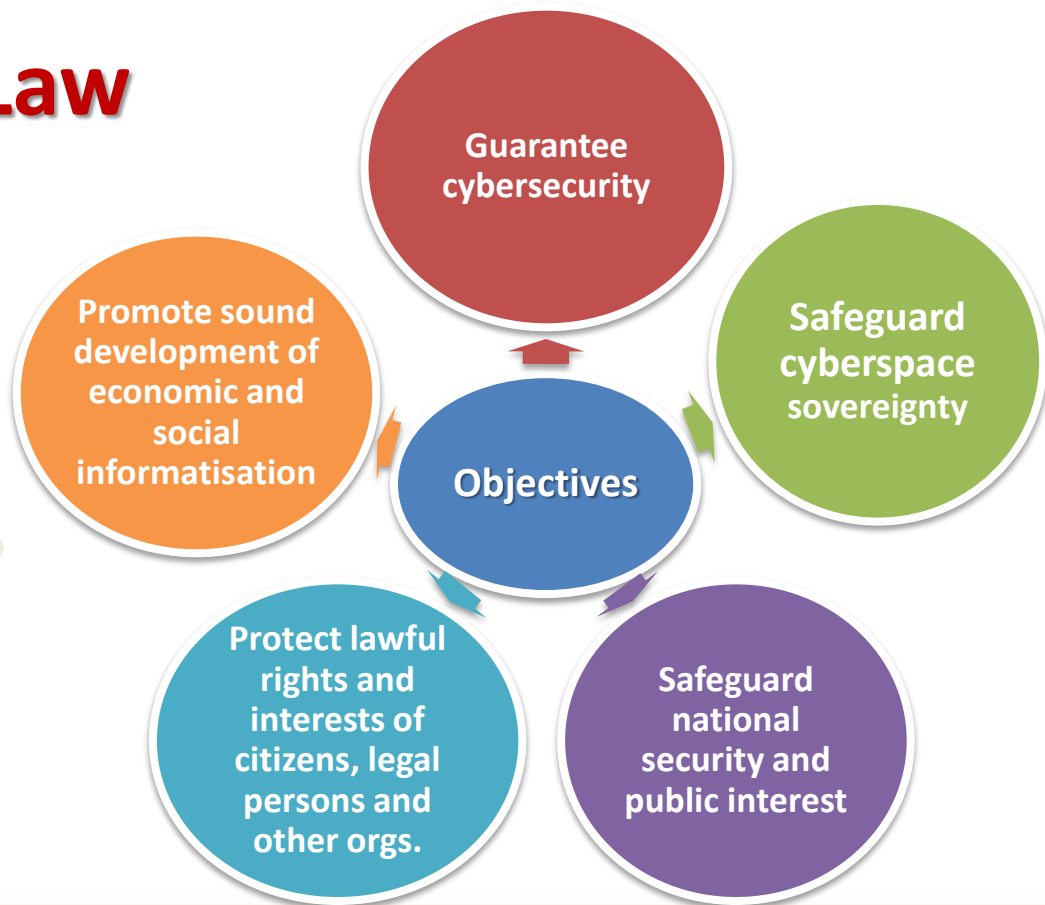 Law
Guarantee
cybersecurity
Safeguard
cyberspace
sovereignty
Safeguard
national
security and
public interest
Protect lawful
rights and
interests of
citizens, legal
persons and
other orgs.
Promote sound
development of
economic and
social
informatisation
Objectives